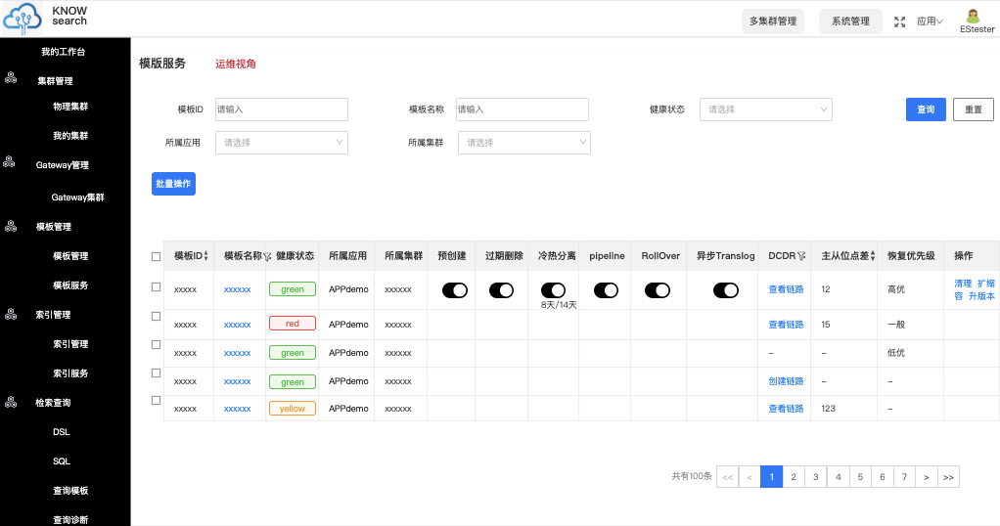 KNOW
search
多集群管理 系统管理 应用
EStester
我的工作台
集群管理
物理集群
我的集群
Gateway管理
Gateway集群
模板管理
模板管理
模板服务
索引管理
索引管理
索引服务
检索查询
DSL
SQL
查询模板
查询诊断
模版服务 运维视角
模板ID 请输入 模板名称 请输入 健康状态 请选择 查询 重置
所属应用 请选择 所属集群 请选择
批量操作
模板ID 模板名称 健康状态 所属应用 所属集群 预创建 过期删除 冷热分离 pipeline RollOver 异步Translog DCDR 主从位点差 恢复优先级 操作
xxxxx xxxxxx green APPdemo xxxxxx 查看链路 12 高优 清理 扩缩
容 升版本
8天/14天
xxxxx xxxxxx red APPdemo xxxxxx 查看链路 15 一般
xxxxx xxxxxx green APPdemo xxxxxx – – 低优
xxxxx xxxxxx green APPdemo xxxxxx 创建链路 – –
xxxxx xxxxxx yellow APPdemo xxxxxx 查看链路 123 –
共有100条 << < 1 2 3 4 5 6 7 > >>